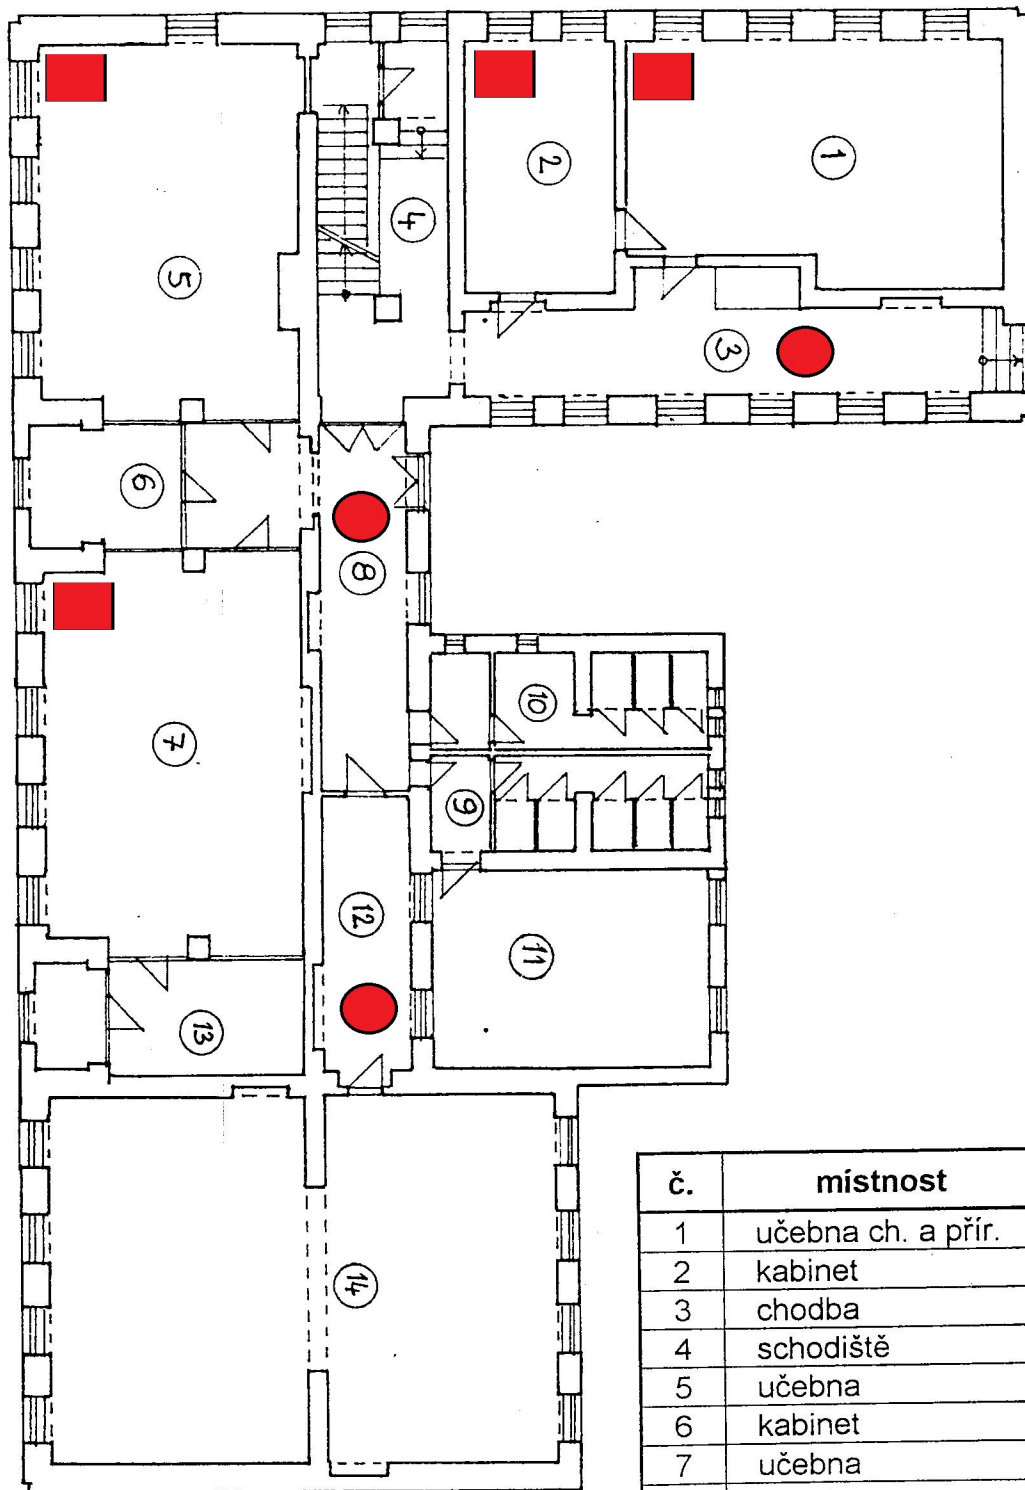 1
2
3
4
5
6
7
8
9
10
11
12
13
14
č. místnost
1 učebna ch. a přír.
2 kabinet
3 chodba
4 schodiště
5 učebna
6 kabinet
7 učebna